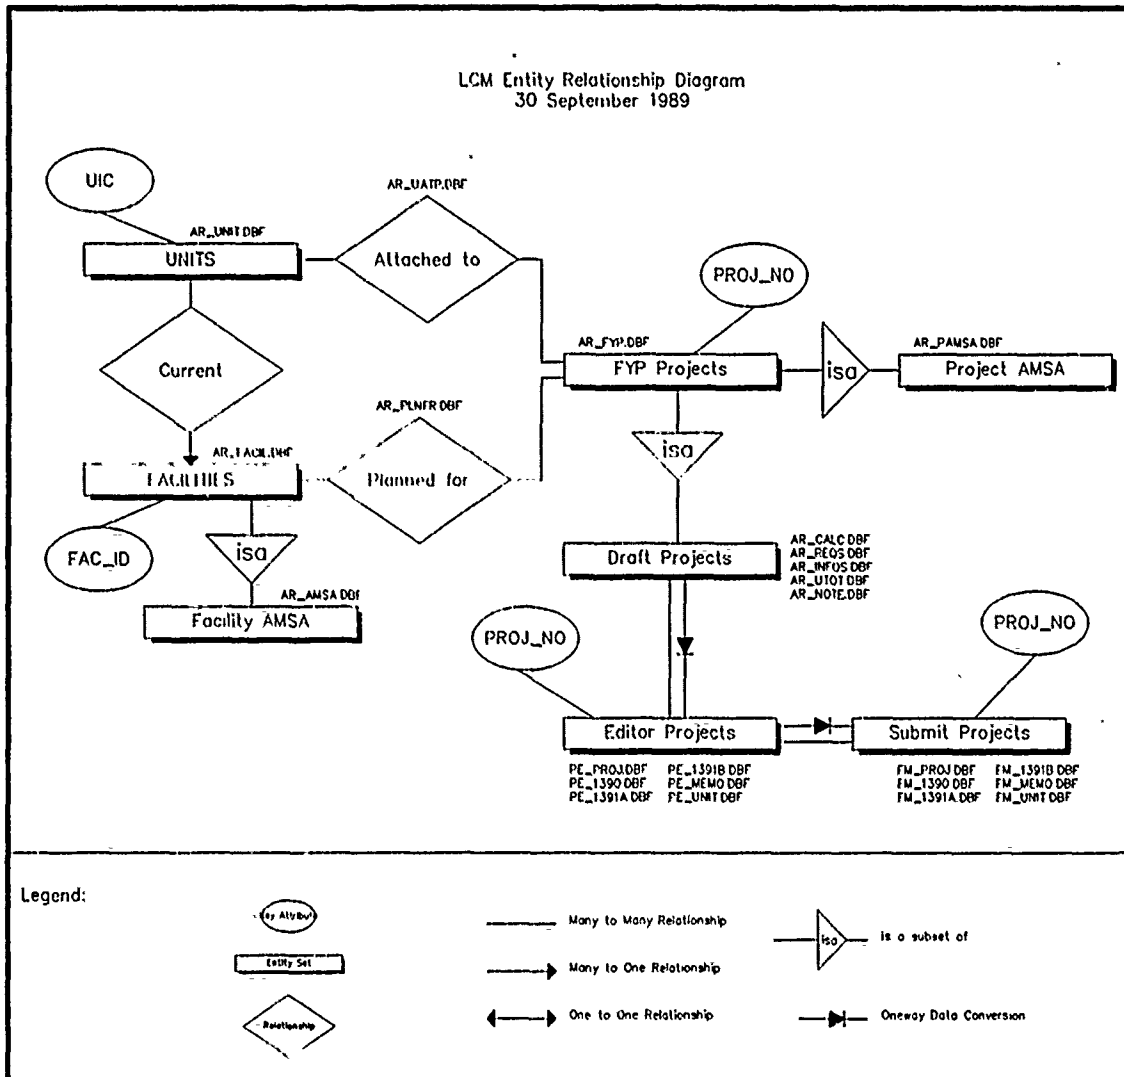 LCM Entity Relationship Diagram
30 September 1989
UIC
AR_UNIT.DBF
UNITS
AR_UATP.DBF
Attached to
PROJ_NO
AR_FYP.DBF
FYP Projects
isa
AR_PAMSA.DBF
Project AMSA
Current
AR_PLNFR.DBF
Planned for
AR_FACIL.DBF
FACILITIES
isa
FAC_ID
isa
AR_AMSA.DBF
Facility AMSA
Draft Projects
AR_CALC.DBF
AR_REQS.DBF
AR_INFOS.DBF
AR_UTOT.DBF
AR_NOTE.DBF
PROJ_NO
PROJ_NO
Editor Projects
Submit Projects
PE_PROJ.DBF PE_1391B.DBF
PE_1390.DBF PE_MEMO.DBF
PE_1391A.DBF PE_UNIT.DBF
FM_PROJ.DBF FM_1391B.DBF
FM_1390.DBF FM_MEMO.DBF
FM_1391A.DBF FM_UNIT.DBF
Legend:
Entity Set
Relationship
Many to Many Relationship
Many to One Relationship
One to One Relationship
isa
is a subset of
Oneway Data Conversion